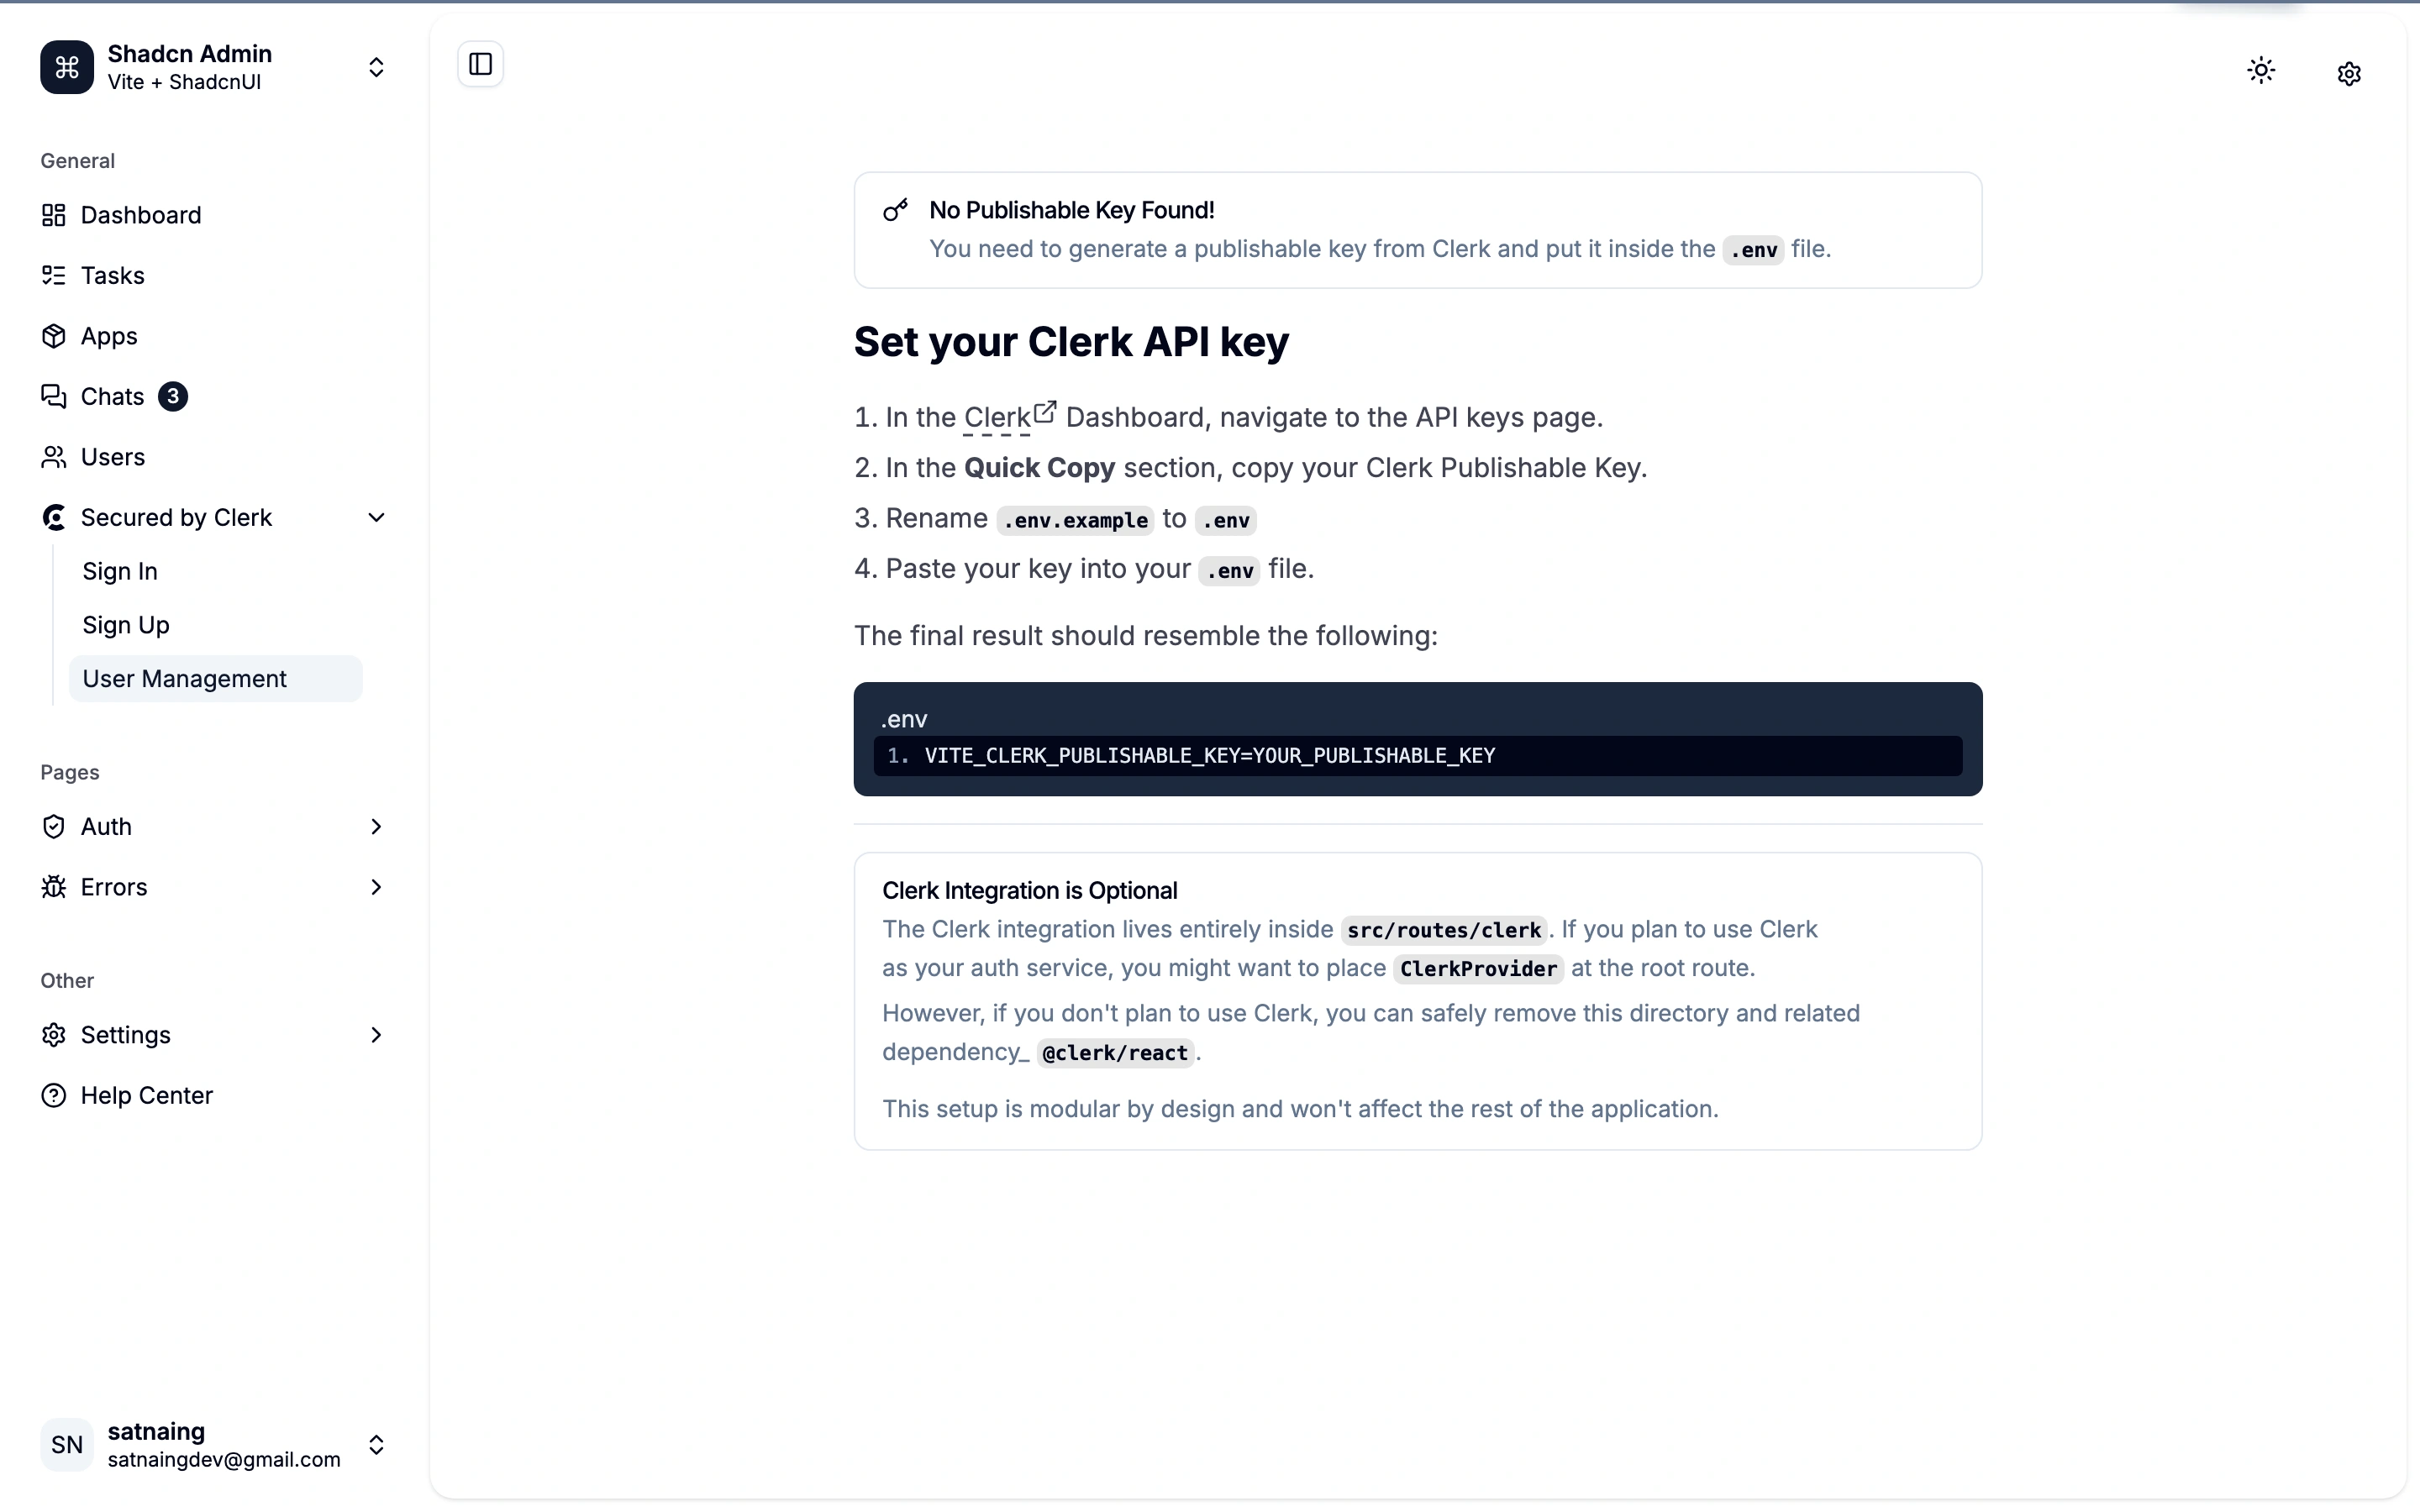 Shadcn Admin
Vite + ShadcnUI
General
Dashboard
Tasks
Apps
Chats 3
Users
Secured by Clerk
Sign In
Sign Up
User Management
Pages
Auth
Errors
Other
Settings
Help Center
SN
satnaing
satnaingdev@gmail.com
No Publishable Key Found!
You need to generate a publishable key from Clerk and put it inside the .env file.
Set your Clerk API key
1. In the Clerk Dashboard, navigate to the API keys page.
2. In the Quick Copy section, copy your Clerk Publishable Key.
3. Rename .env.example to .env
4. Paste your key into your .env file.
The final result should resemble the following:
.env
1. VITE_CLERK_PUBLISHABLE_KEY=YOUR_PUBLISHABLE_KEY
Clerk Integration is Optional
The Clerk integration lives entirely inside src/routes/clerk. If you plan to use Clerk
as your auth service, you might want to place ClerkProvider at the root route.
However, if you don't plan to use Clerk, you can safely remove this directory and related
dependency_ @clerk/react.
This setup is modular by design and won't affect the rest of the application.